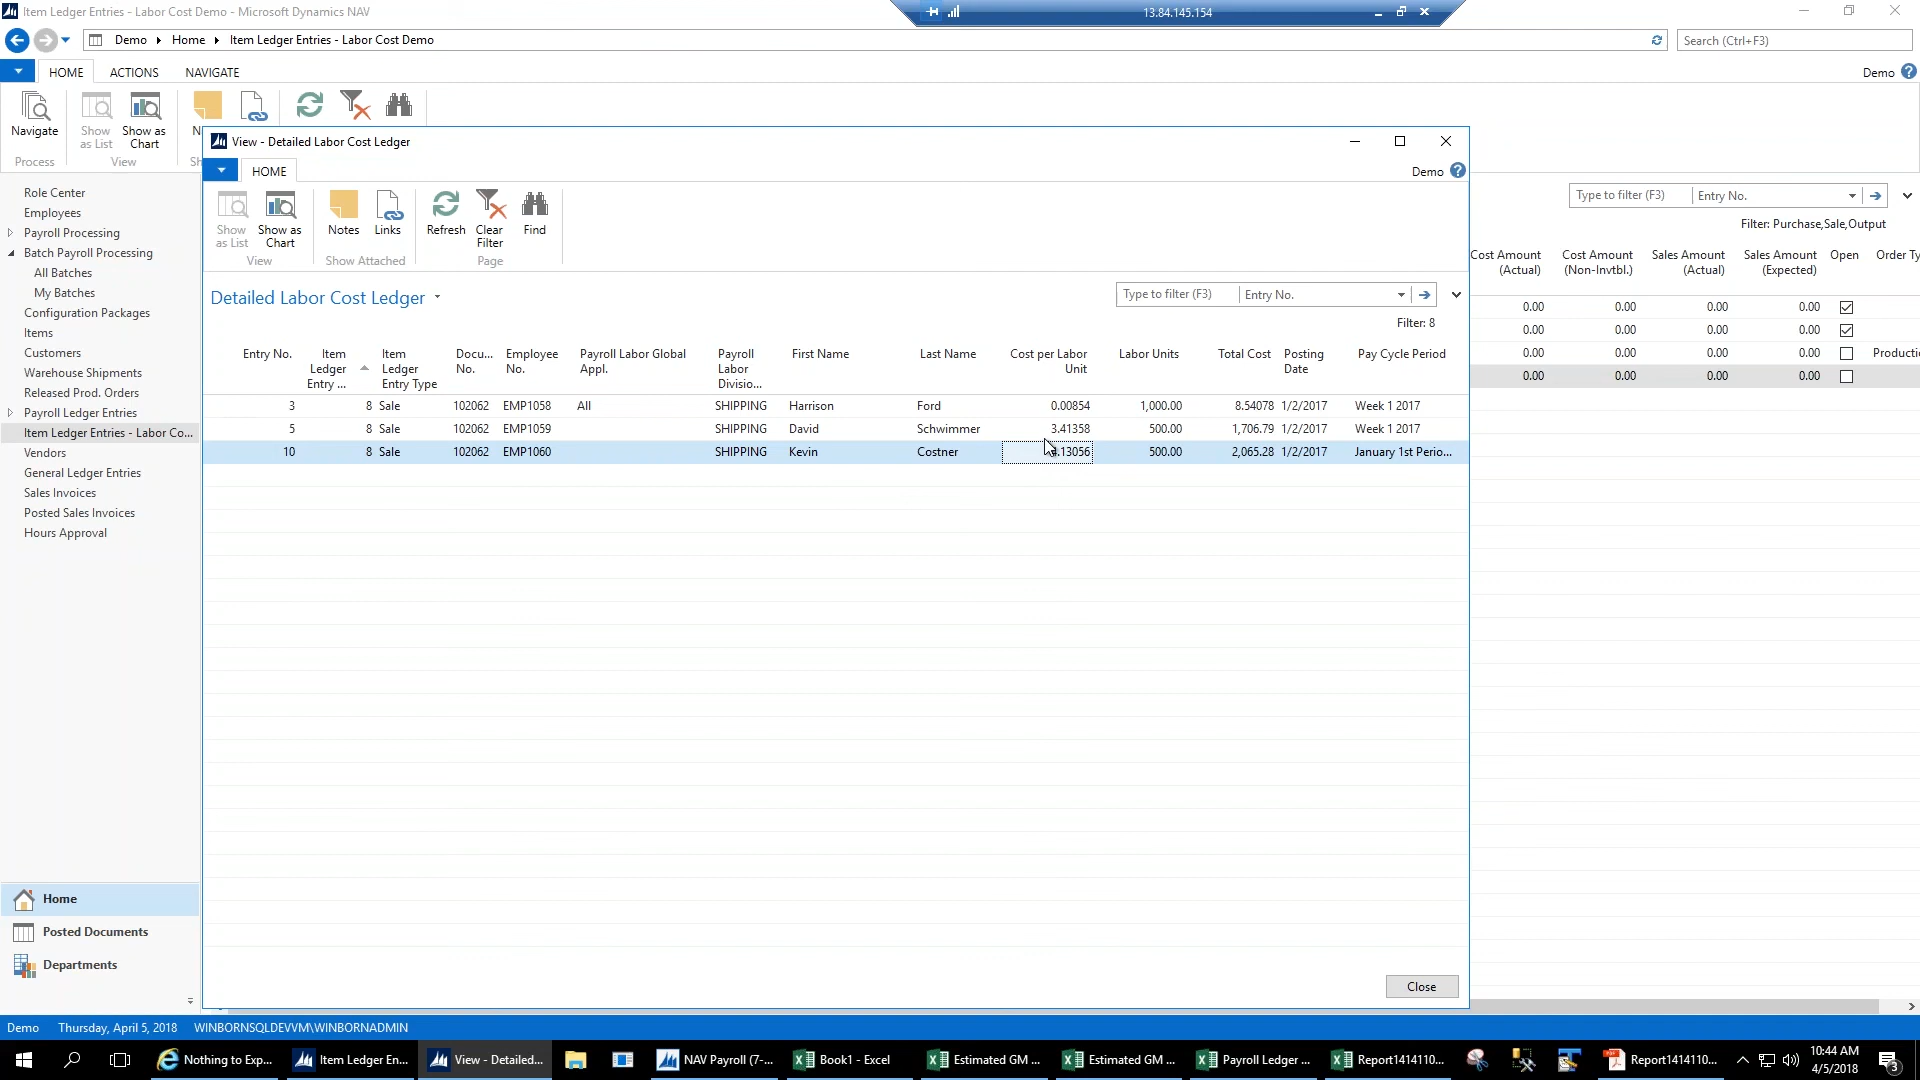 Item Ledger Entries - Labor Cost Demo - Microsoft Dynamics NAV
13.84.145.154
Demo Home Item Ledger Entries - Labor Cost Demo
Search (Ctrl+F3)
HOME ACTIONS NAVIGATE
Demo
Navigate
Show as List
Show as Chart
Process
View
View - Detailed Labor Cost Ledger
HOME
Demo
Show as List
Show as Chart
Notes
Links
Refresh
Clear Filter
Find
View
Show Attached
Page
Detailed Labor Cost Ledger
Type to filter (F3)
Entry No.
Filter: 8
Entry No. Item Ledger Entry ... Item Ledger Entry Type Docu... No. Employee No. Payroll Labor Global Appl. Payroll Labor Divisio... First Name Last Name Cost per Labor Unit Labor Units Total Cost Posting Date Pay Cycle Period
3 8 Sale 102062 EMP1058 All SHIPPING Harrison Ford 0.00854 1,000.00 8.54078 1/2/2017 Week 1 2017
5 8 Sale 102062 EMP1059 SHIPPING David Schwimmer 3.41358 500.00 1,706.79 1/2/2017 Week 1 2017
10 8 Sale 102062 EMP1060 SHIPPING Kevin Costner .13056 500.00 2,065.28 1/2/2017 January 1st Perio...
Close
Type to filter (F3)
Entry No.
Filter: Purchase,Sale,Output
Cost Amount (Actual) Cost Amount (Non-Invtbl.) Sales Amount (Actual) Sales Amount (Expected) Open Order Ty
0.00 0.00 0.00 0.00
0.00 0.00 0.00 0.00
0.00 0.00 0.00 0.00 Producti
0.00 0.00 0.00 0.00
Role Center
Employees
Payroll Processing
Batch Payroll Processing
All Batches
My Batches
Configuration Packages
Items
Customers
Warehouse Shipments
Released Prod. Orders
Payroll Ledger Entries
Item Ledger Entries - Labor Co...
Vendors
General Ledger Entries
Sales Invoices
Posted Sales Invoices
Hours Approval
Home
Posted Documents
Departments
Demo Thursday, April 5, 2018 WINBORNSQLDEVVM\WINBORNADMIN
Nothing to Exp...
Item Ledger En...
View - Detailed...
NAV Payroll (7-...
Book1 - Excel
Estimated GM ...
Estimated GM ...
Payroll Ledger ...
Report1414110...
Report1414110...
10:44 AM
4/5/2018
3